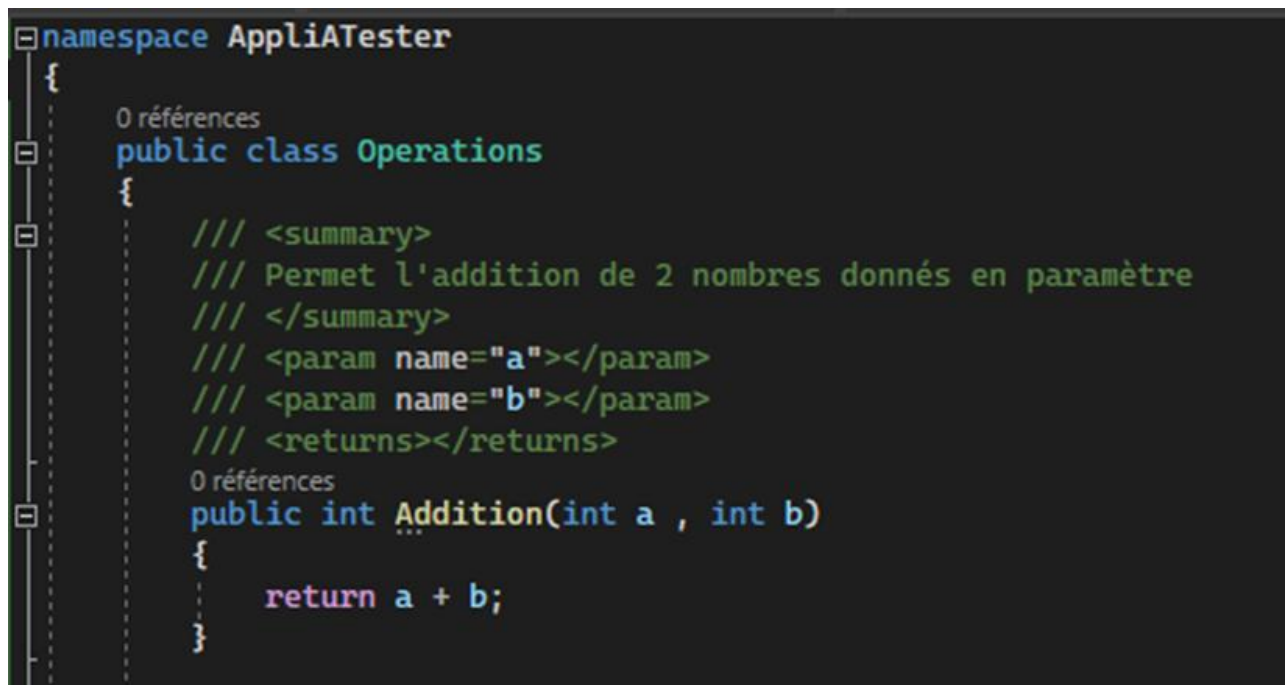 namespace AppliATester
{
0 références
public class Operations
{
/// <summary>
/// Permet l'addition de 2 nombres donnés en paramètre
/// </summary>
/// <param name="a"></param>
/// <param name="b"></param>
/// <returns></returns>
0 références
public int Addition(int a , int b)
{
return a + b;
}